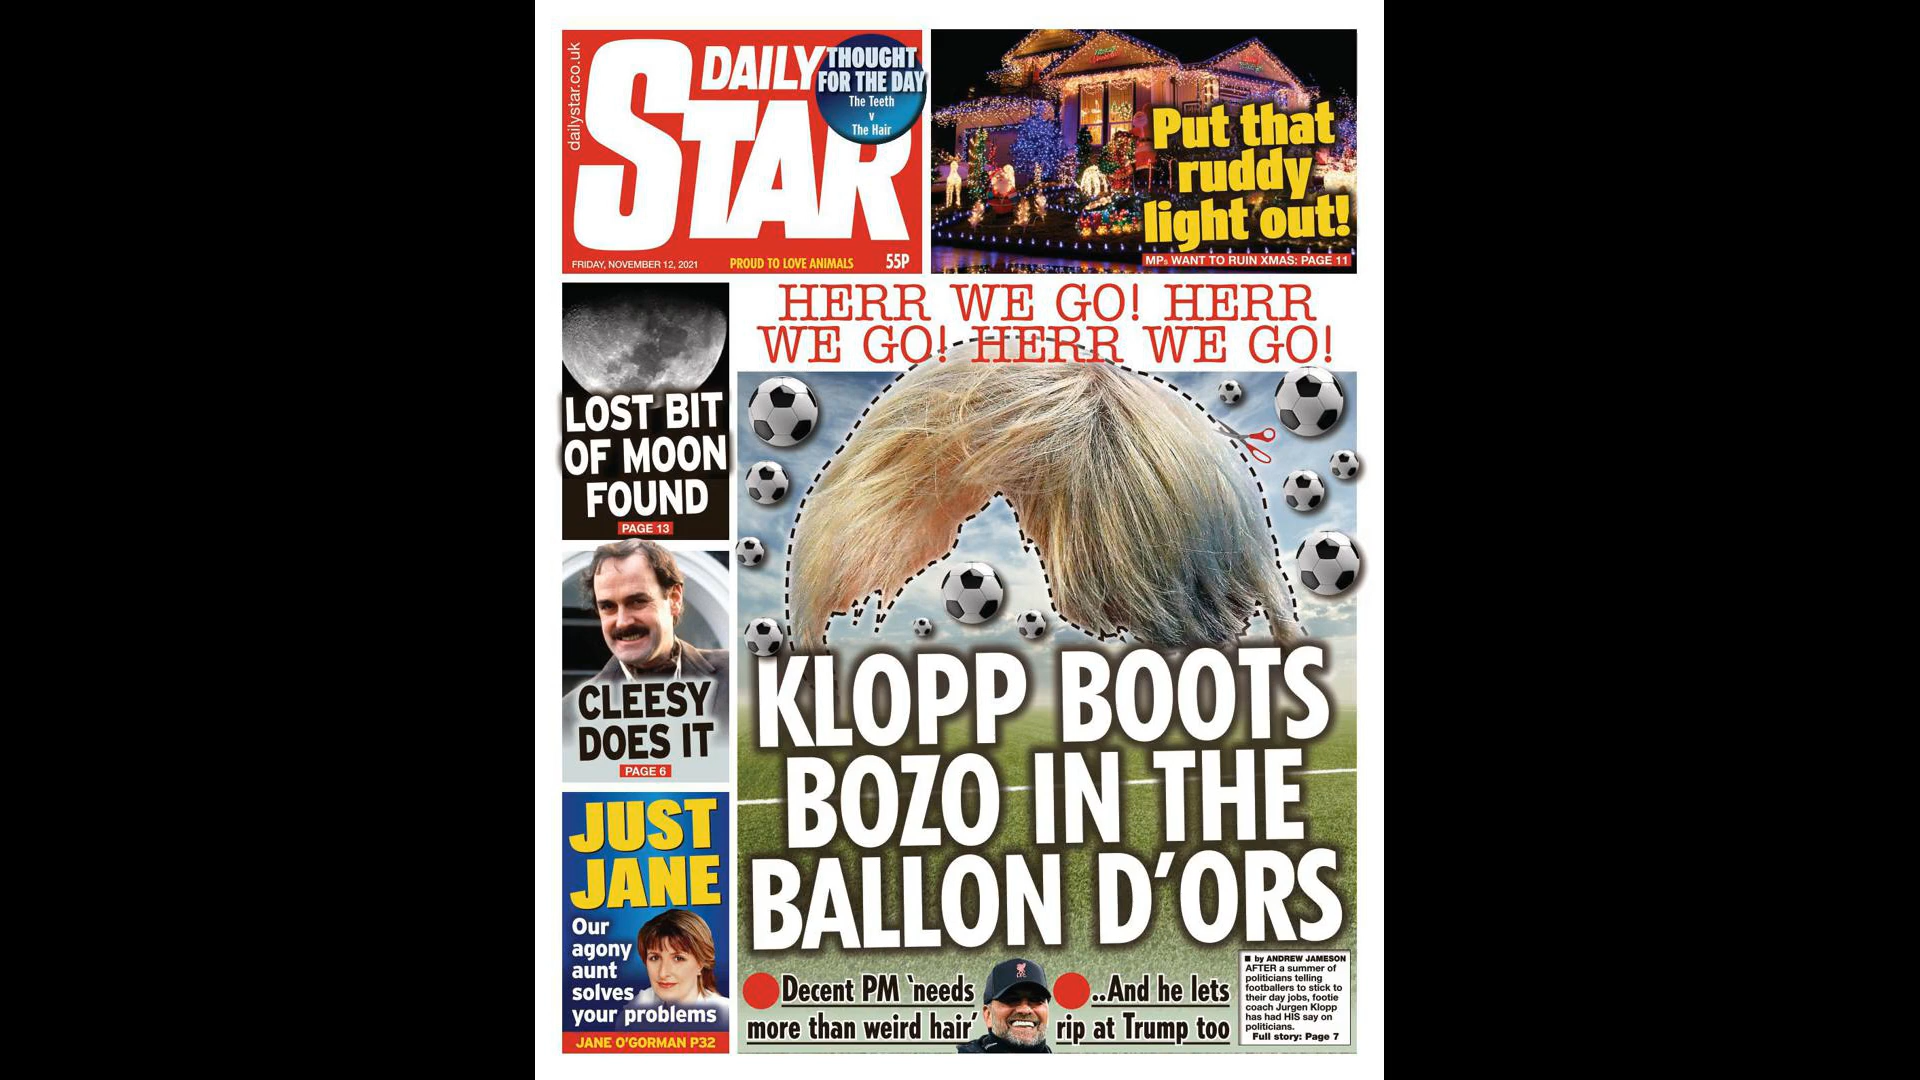 dailystar.co.uk
DAILY
STAR
THOUGHT
FOR THE DAY
The Teeth
v
The Hair
FRIDAY, NOVEMBER 12, 2021
PROUD TO LOVE ANIMALS
55P
Put that
ruddy
light out!
MPs WANT TO RUIN XMAS: PAGE 11
HERR WE GO! HERR
WE GO! HERR WE GO!
LOST BIT
OF MOON
FOUND
PAGE 13
CLEESY
DOES IT
PAGE 6
JUST
JANE
Our
agony
aunt
solves
your problems
JANE O'GORMAN P32
KLOPP BOOTS
BOZO IN THE
BALLON D'ORS
Decent PM ‘needs
more than weird hair’
..And he lets
rip at Trump too
■ by ANDREW JAMESON
AFTER a summer of
politicians telling
footballers to stick to
their day jobs, footie
coach Jurgen Klopp
has had HIS say on
politicians.
Full story: Page 7